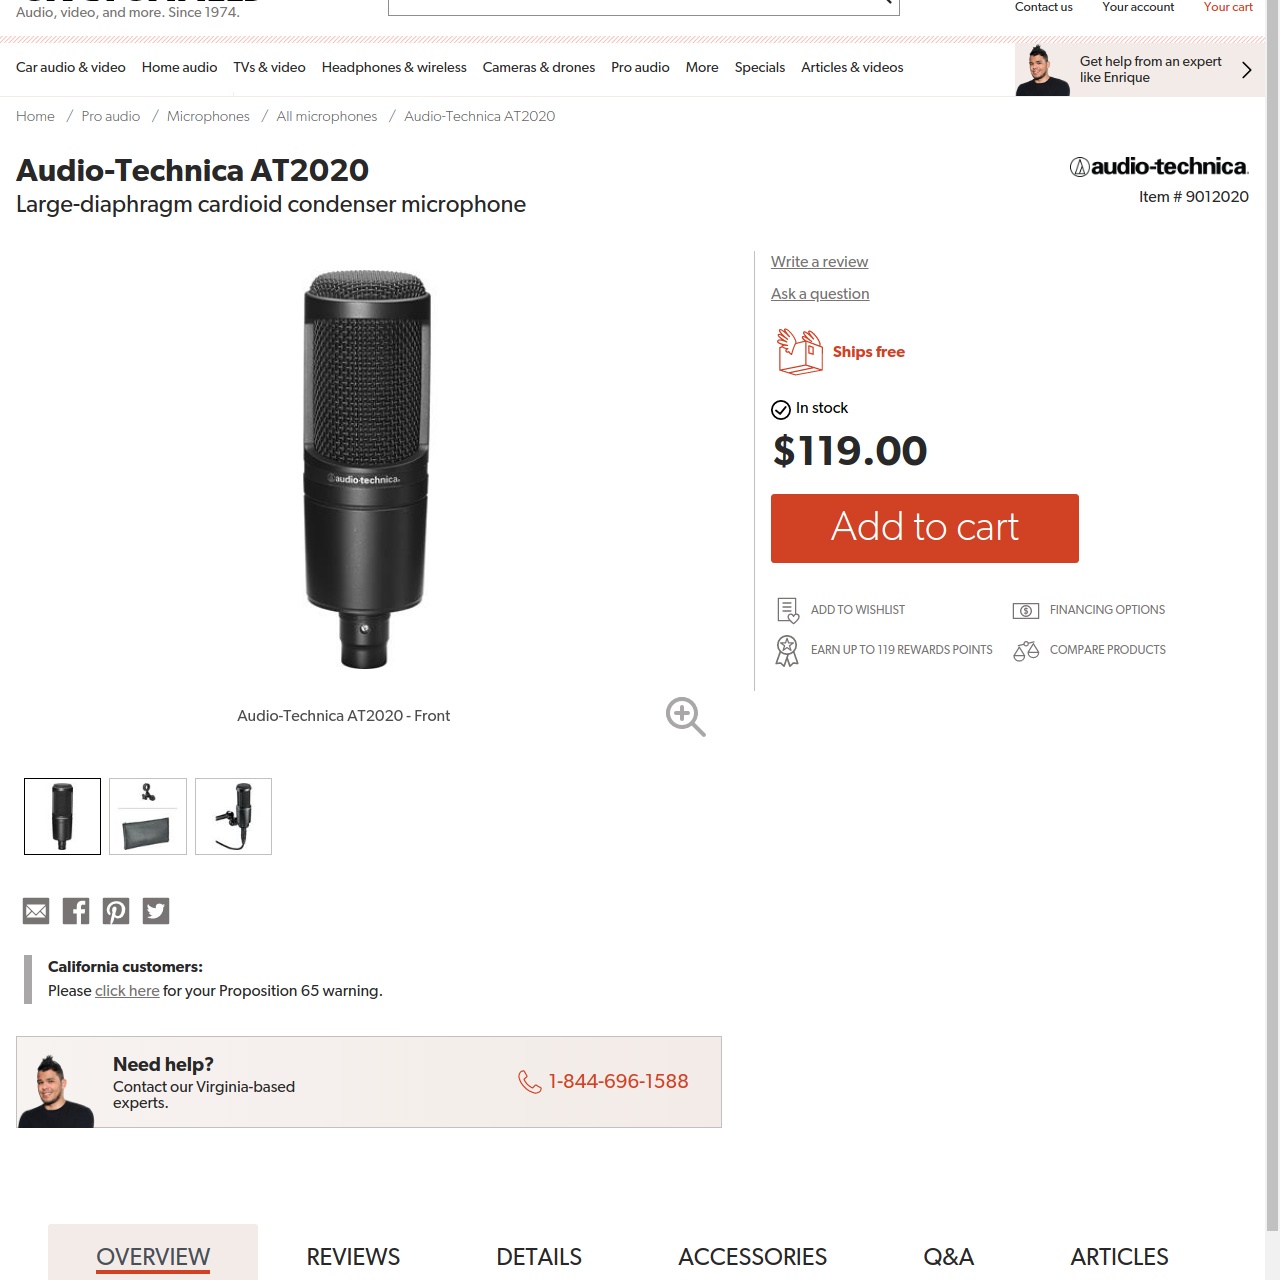 Audio, video, and more. Since 1974.
Contact us
Your account
Your cart
Car audio & video
Home audio
TVs & video
Headphones & wireless
Cameras & drones
Pro audio
More
Specials
Articles & videos
Get help from an expert
like Enrique
Home / Pro audio / Microphones / All microphones / Audio-Technica AT2020
Audio-Technica AT2020
Large-diaphragm cardioid condenser microphone
audio-technica.
Item # 9012020
Write a review
Ask a question
Ships free
In stock
$119.00
Add to cart
ADD TO WISHLIST
FINANCING OPTIONS
EARN UP TO 119 REWARDS POINTS
COMPARE PRODUCTS
audio-technica.
Audio-Technica AT2020 - Front
California customers:
Please click here for your Proposition 65 warning.
Need help?
Contact our Virginia-based
experts.
1-844-696-1588
OVERVIEW
REVIEWS
DETAILS
ACCESSORIES
Q&A
ARTICLES